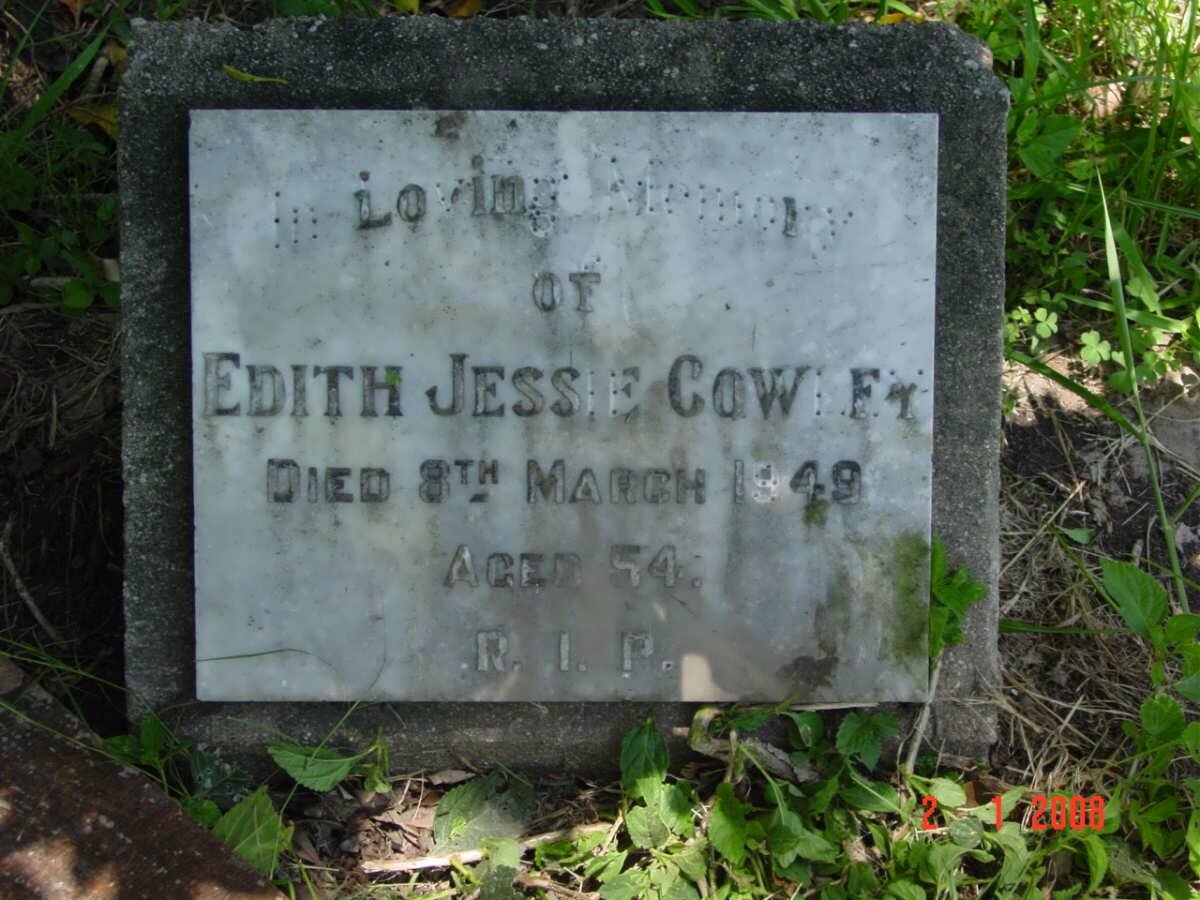 In Loving Memory
OF
EDITH JESSIE COWLEY
DIED 8TH MARCH 1949
AGED 54.
R. I. P.
2 1 2008